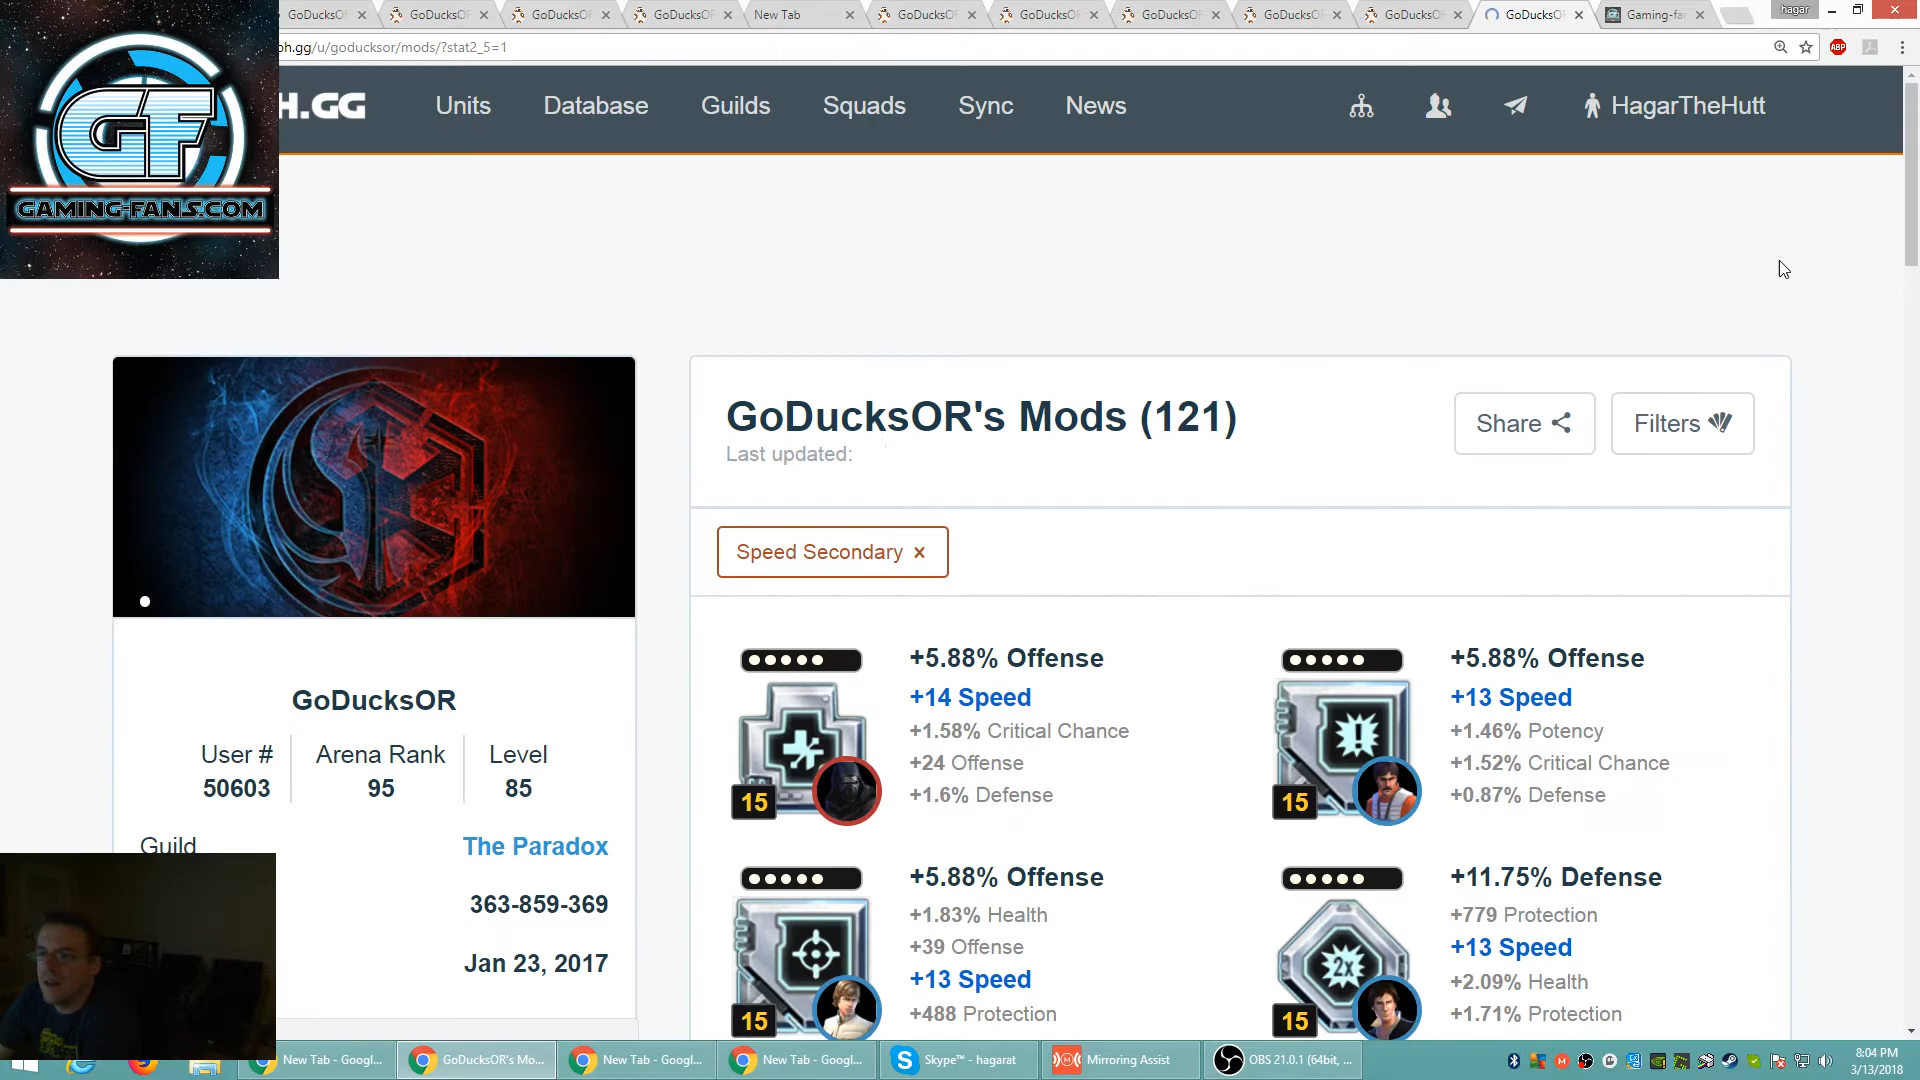 GoDucksOR GoDucksOR GoDucksOR GoDucksOR New Tab GoDucksOR GoDucksOR GoDucksOR GoDucksOR GoDucksOR GoDucksOR Gaming-fan hagar
oh.gg/u/goducksor/mods/?stat2_5=1
ABP
GF
GAMING-FANS.COM
H.GG Units Database Guilds Squads Sync News HagarTheHutt
GoDucksOR's Mods (121)
Last updated:
Share
Filters
Speed Secondary ×
+5.88% Offense
+14 Speed
+1.58% Critical Chance
+24 Offense
+1.6% Defense
15
+5.88% Offense
+13 Speed
+1.46% Potency
+1.52% Critical Chance
+0.87% Defense
15
+5.88% Offense
+1.83% Health
+39 Offense
+13 Speed
+488 Protection
15
+11.75% Defense
+779 Protection
+13 Speed
+2.09% Health
+1.71% Protection
2x
15
GoDucksOR
User # Arena Rank Level
50603 95 85
Guild The Paradox
363-859-369
Jan 23, 2017
New Tab - Googl... GoDucksOR's Mo... New Tab - Googl... New Tab - Googl... Skype™ - hagarat Mirroring Assist OBS 21.0.1 (64bit, ...
8:04 PM
3/13/2018